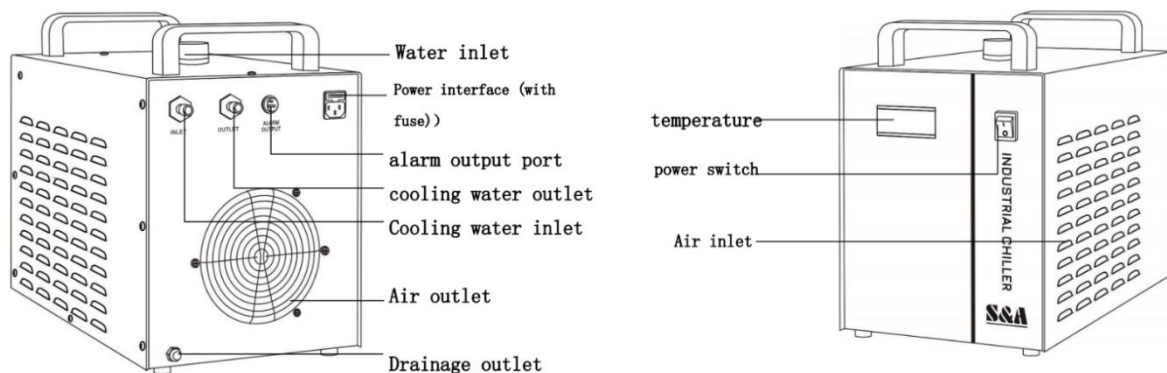 Water inlet
Power interface (with
fuse))
alarm output port
cooling water outlet
Cooling water inlet
Air outlet
Drainage outlet
INLET
OUTLET
ALARM
OUTPUT
temperature
power switch
Air inlet
INDUSTRIAL CHILLER
S&A